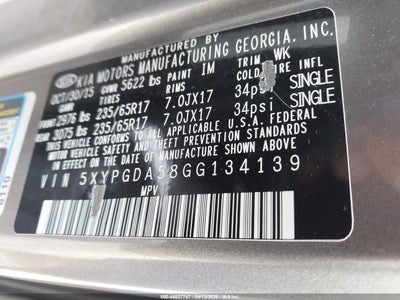 MANUFACTURED BY
KIA KIA MOTORS MANUFACTURING GEORGIA, INC.
OCT/30/15 GVWR 5622 lbs PAINT IM TRIM WK
GAWR TIRES RIMS COLD TIRE INFL
FRONT 2976 lbs 235/65R17 7.0JX17 34psi SINGLE
REAR 3075 lbs 235/65R17 7.0JX17 34psi SINGLE
THIS VEHICLE CONFORMS TO ALL APPLICABLE U.S. FEDERAL
MOTOR VEHICLE SAFETY AND THEFT PREVENTION STANDARDS
IN EFFECT ON THE DATE OF MANUFACTURE SHOWN ABOVE.
VIN 5XYPGDA58GG134139
MPV